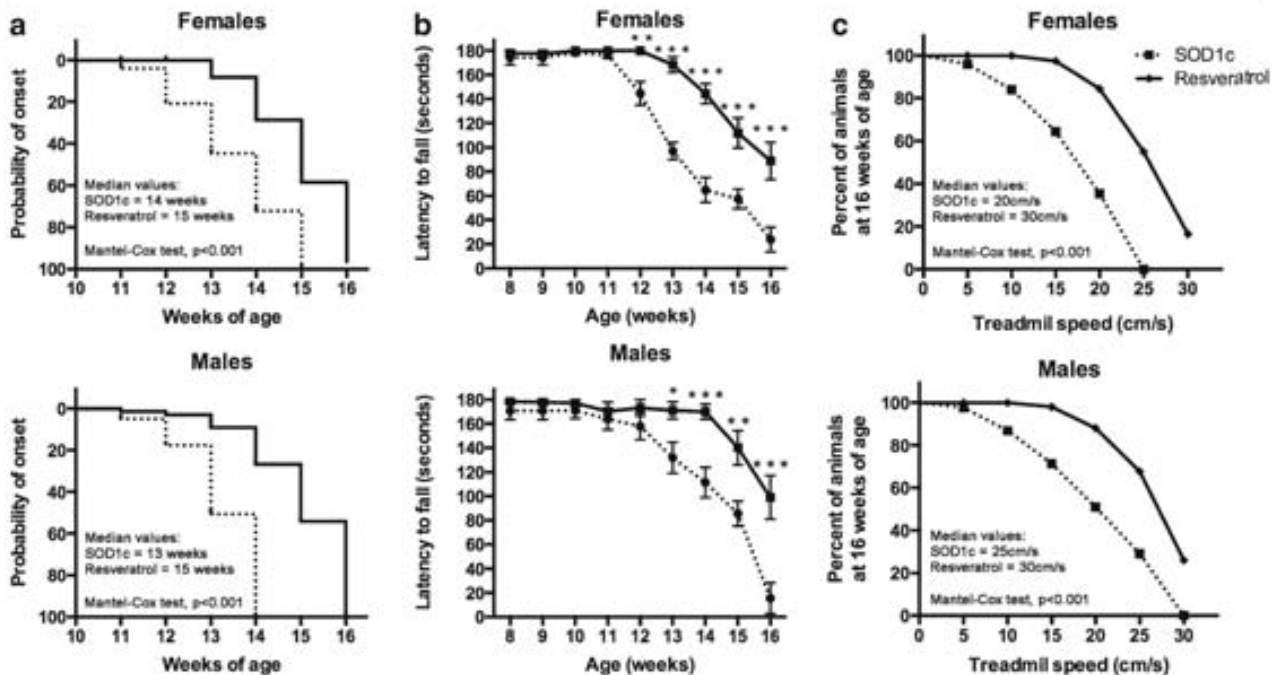 a
Females
Probability of onset
0
20
40
60
80
100
Median values:
SOD1c = 14 weeks
Resveratrol = 15 weeks
Mantel-Cox test, p<0.001
10 11 12 13 14 15 16
Weeks of age
b
Females
Latency to fall (seconds)
180
160
140
120
100
80
60
40
20
0
** *** *** *** ***
8 9 10 11 12 13 14 15 16
Age (weeks)
c
Females
Percent of animals
at 16 weeks of age
100
80
60
40
20
0
Median values:
SOD1c = 20cm/s
Resveratrol = 30cm/s
Mantel-Cox test, p<0.001
0 5 10 15 20 25 30
Treadmil speed (cm/s)
SOD1c
Resveratrol
Males
Probability of onset
0
20
40
60
80
100
Median values:
SOD1c = 13 weeks
Resveratrol = 15 weeks
Mantel-Cox test, p<0.001
10 11 12 13 14 15 16
Weeks of age
Males
Latency to fall (seconds)
180
160
140
120
100
80
60
40
20
0
* *** ** ***
8 9 10 11 12 13 14 15 16
Age (weeks)
Males
Percent of animals
at 16 weeks of age
100
80
60
40
20
0
Median values:
SOD1c = 25cm/s
Resveratrol = 30cm/s
Mantel-Cox test, p<0.001
0 5 10 15 20 25 30
Treadmil speed (cm/s)